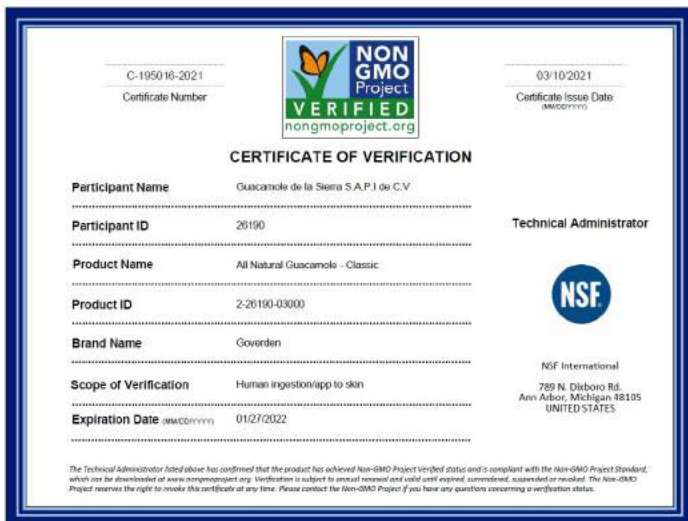 C-195016-2021
Certificate Number
NON
GMO
Project
VERIFIED
nongmoproject.org
03/10/2021
Certificate Issue Date
(MM/DD/YYYY)
CERTIFICATE OF VERIFICATION
Participant Name Guacamole de la Sierra S.A.P.I de C.V
Participant ID 26190
Product Name All Natural Guacamole - Classic
Product ID 2-26190-03000
Brand Name Goverden
Scope of Verification Human ingestion/app to skin
Expiration Date (MM/DD/YYYY) 01/27/2022
Technical Administrator
NSF.
NSF International
789 N. Dixboro Rd.
Ann Arbor, Michigan 48105
UNITED STATES
The Technical Administrator listed above has confirmed that the product has achieved Non-GMO Project Verified status and is compliant with the Non-GMO Project Standard,
which can be downloaded at www.nongmoproject.org. Verification is subject to annual renewal and valid until expired, surrendered, suspended or revoked. The Non-GMO
Project reserves the right to revoke this certificate at any time. Please contact the Non-GMO Project if you have any questions concerning a verification status.